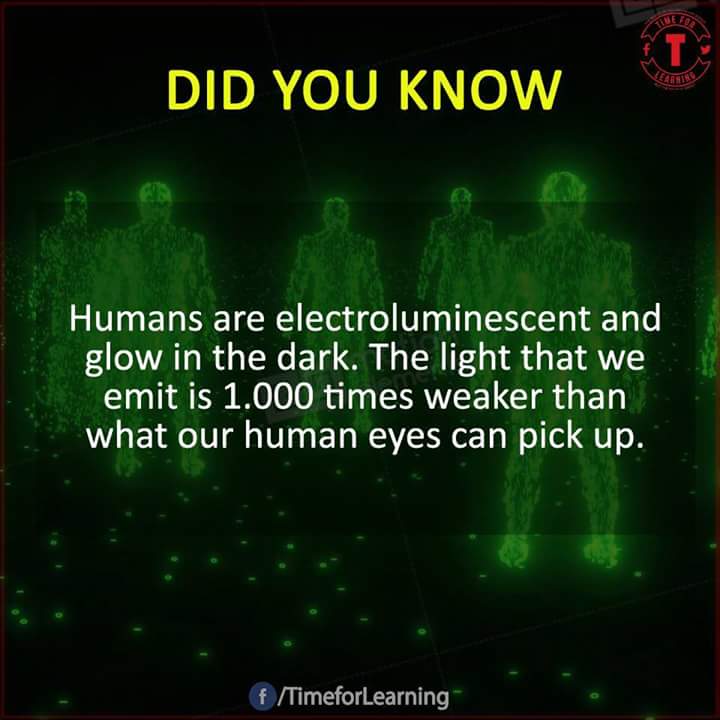 TIME FOR
T
LEARNING
DID YOU KNOW
Humans are electroluminescent and
glow in the dark. The light that we
emit is 1.000 times weaker than
what our human eyes can pick up.
f /TimeforLearning